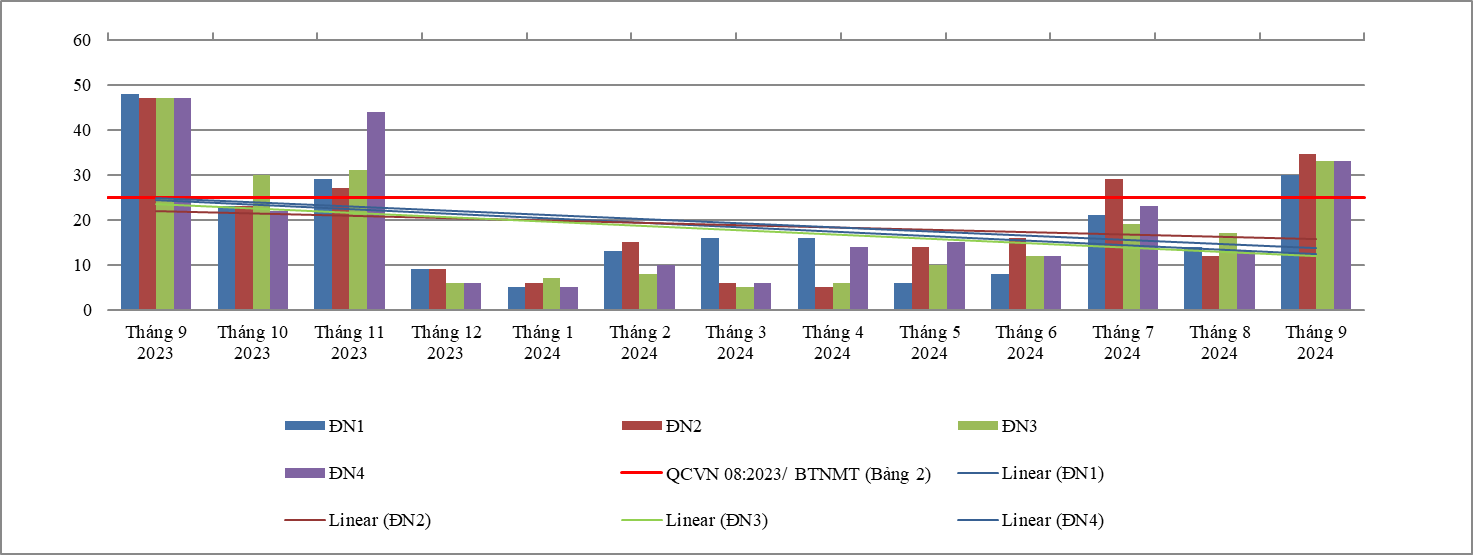 60
50
40
30
20
10
0
Tháng 9 2023
Tháng 10 2023
Tháng 11 2023
Tháng 12 2023
Tháng 1 2024
Tháng 2 2024
Tháng 3 2024
Tháng 4 2024
Tháng 5 2024
Tháng 6 2024
Tháng 7 2024
Tháng 8 2024
Tháng 9 2024
ĐN1
ĐN2
ĐN3
ĐN4
QCVN 08:2023/ BTNMT (Bảng 2)
Linear (ĐN1)
Linear (ĐN2)
Linear (ĐN3)
Linear (ĐN4)